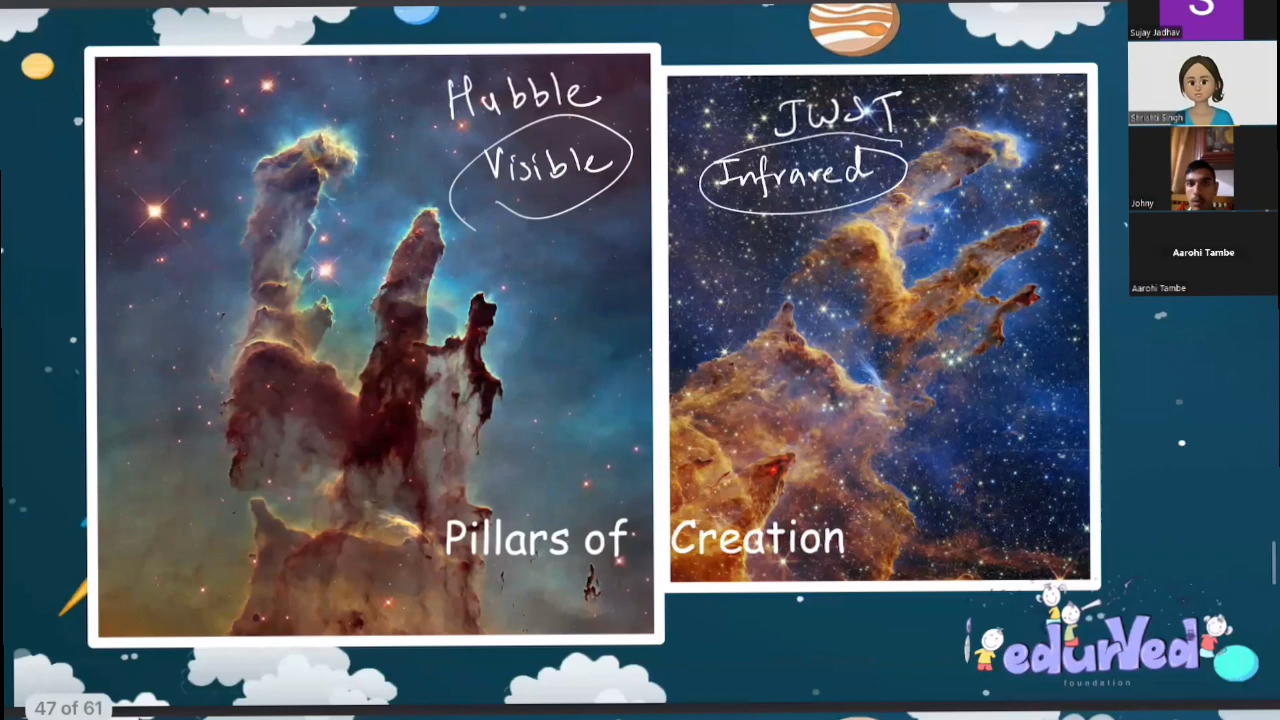 Hubble
Visible
JWST
Infrared
Pillars of Creation
edurVed
foundation
47 of 61
S
Sujay Jadhav
Shrishti Singh
Johny
Aarohi Tambe
Aarohi Tambe